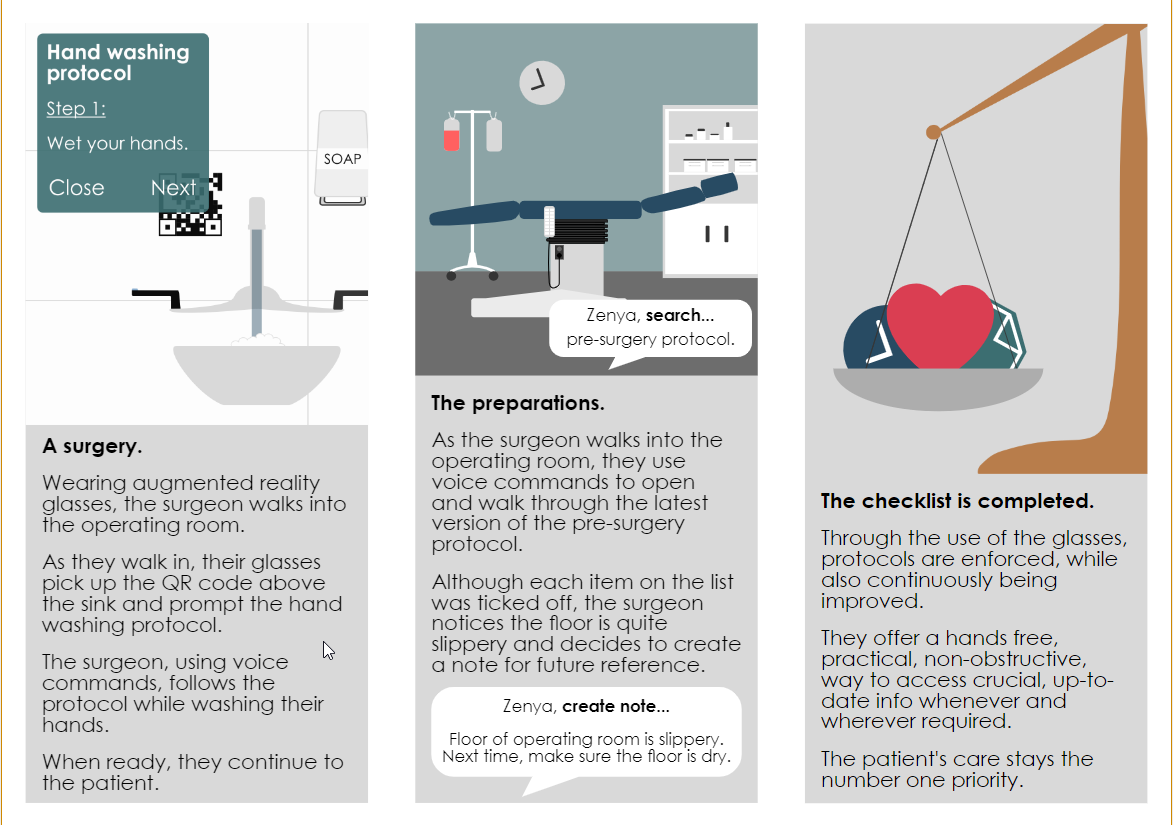 Hand washing
protocol
Step 1:
Wet your hands.
Close Next
SOAP
A surgery.
Wearing augmented reality
glasses, the surgeon walks into
the operating room.
As they walk in, their glasses
pick up the QR code above
the sink and prompt the hand
washing protocol.
The surgeon, using voice
commands, follows the
protocol while washing their
hands.
When ready, they continue to
the patient.
Zenya, search...
pre-surgery protocol.
The preparations.
As the surgeon walks into the
operating room, they use
voice commands to open
and walk through the latest
version of the pre-surgery
protocol.
Although each item on the list
was ticked off, the surgeon
notices the floor is quite
slippery and decides to create
a note for future reference.
Zenya, create note...
Floor of operating room is slippery.
Next time, make sure the floor is dry.
The checklist is completed.
Through the use of the glasses,
protocols are enforced, while
also continuously being
improved.
They offer a hands free,
practical, non-obstructive,
way to access crucial, up-to-
date info whenever and
wherever required.
The patient's care stays the
number one priority.